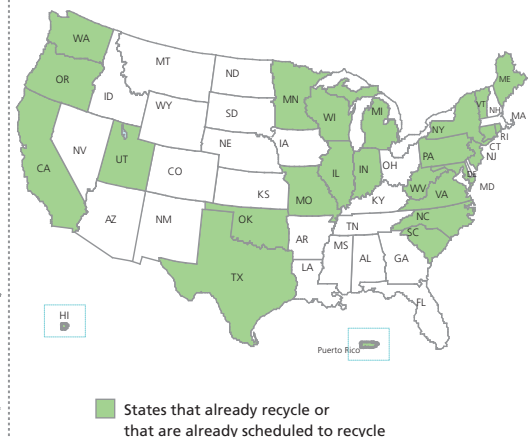 WA
MT
ND
OR
ID
MN
ME
VT
NH
MA
WY
SD
WI
MI
NY
RI
CT
NJ
NV
UT
NE
IA
PA
OH
CA
CO
IL
IN
DE
MD
WV
VA
KS
MO
KY
NC
AZ
NM
OK
TN
SC
AR
MS
AL
GA
TX
LA
FL
HI
Puerto Rico
States that already recycle or
that are already scheduled to recycle